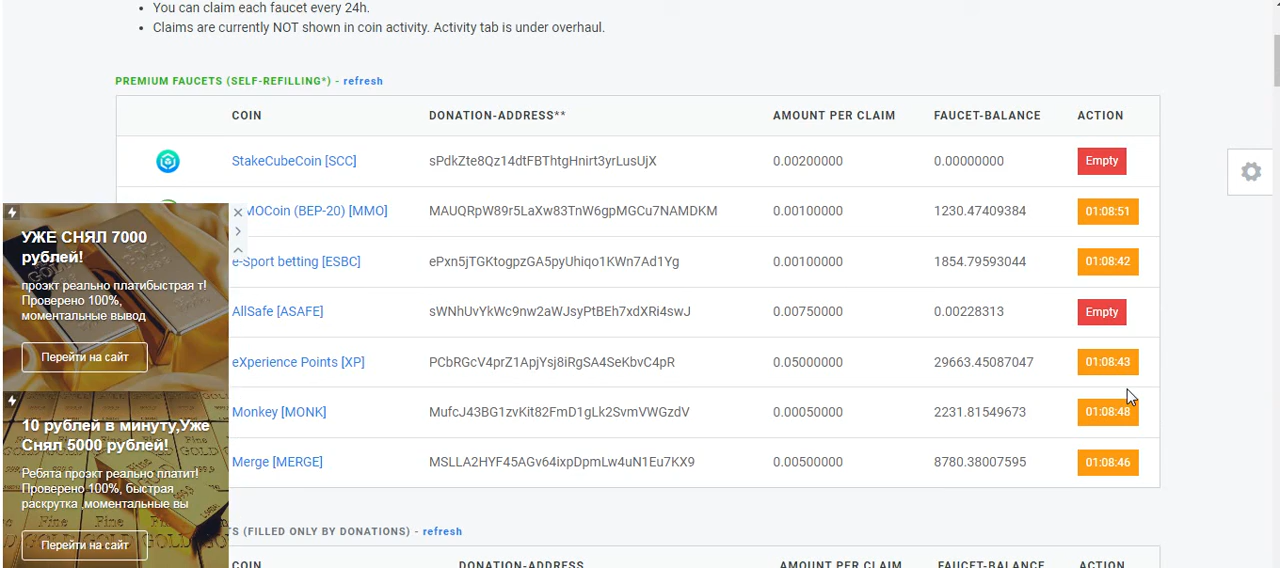 You can claim each faucet every 24h.
Claims are currently NOT shown in coin activity. Activity tab is under overhaul.
PREMIUM FAUCETS (SELF-REFILLING*) - refresh
COIN DONATION-ADDRESS** AMOUNT PER CLAIM FAUCET-BALANCE ACTION
StakeCubeCoin [SCC] sPdkZte8Qz14dtFBThtgHnirt3yrLusUjX 0.00200000 0.00000000 Empty
MOCoin (BEP-20) [MMO] MAUQRpW89r5LaXw83TnW6gpMGCu7NAMDKM 0.00100000 1230.47409384 01:08:51
e-Sport betting [ESBC] ePxn5jTGKtogpzGA5pyUhiqo1KWn7Ad1Yg 0.00100000 1854.79593044 01:08:42
AllSafe [ASAFE] sWNhUvYkWc9nw2aWJsyPtBEh7xdXRi4swJ 0.00750000 0.00228313 Empty
eXperience Points [XP] PCbRGcV4prZ1ApjYsj8iRgSA4SeKbvC4pR 0.05000000 29663.45087047 01:08:43
Monkey [MONK] MufcJ43BG1zvKit82FmD1gLk2SvmVWGzdV 0.00050000 2231.81549673 01:08:48
Merge [MERGE] MSLLA2HYF45AGv64ixpDpmLw4uN1Eu7KX9 0.00500000 8780.38007595 01:08:46
УЖЕ СНЯЛ 7000
рублей!
проэкт реально платибыстрая т!
Проверено 100%,
моментальные вывод
Перейти на сайт
10 рублей в минуту,Уже
Снял 5000 рублей!
Ребята проэкт реально платит!
Проверено 100%, быстрая
раскрутка ,моментальные вы
Перейти на сайт
(FILLED ONLY BY DONATIONS) - refresh
COIN DONATION-ADDRESS AMOUNT PER CLAIM FAUCET-BALANCE ACTION